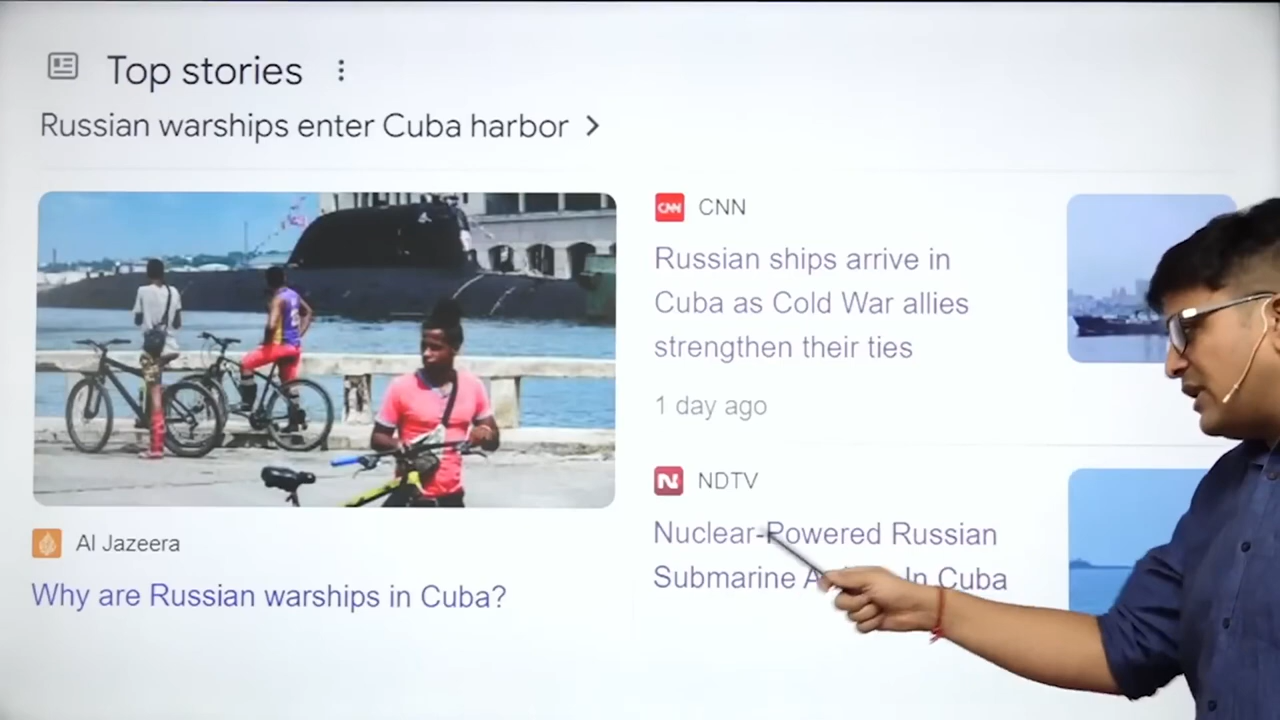 Top stories
Russian warships enter Cuba harbor
CNN CNN
Russian ships arrive in
Cuba as Cold War allies
strengthen their ties
1 day ago
N NDTV
Nuclear-Powered Russian
Submarine In Cuba
Al Jazeera
Why are Russian warships in Cuba?